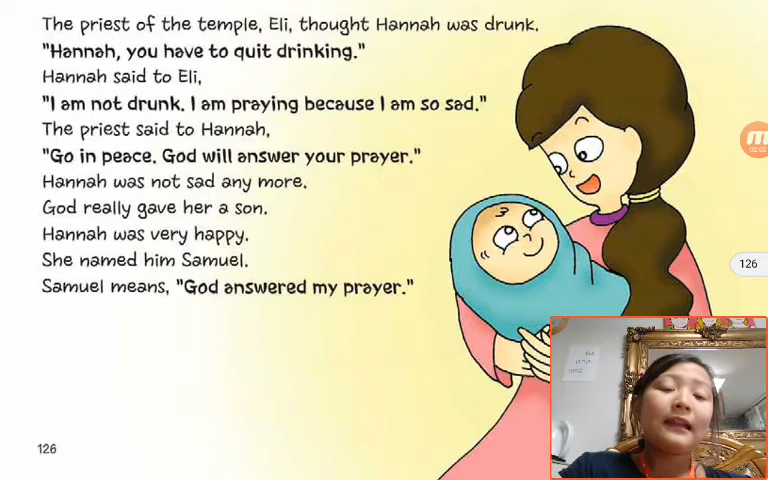 The priest of the temple, Eli, thought Hannah was drunk.
"Hannah, you have to quit drinking."
Hannah said to Eli,
"I am not drunk. I am praying because I am so sad."
The priest said to Hannah,
"Go in peace. God will answer your prayer."
Hannah was not sad any more.
God really gave her a son.
Hannah was very happy.
She named him Samuel.
Samuel means, "God answered my prayer."
02:02
126
126